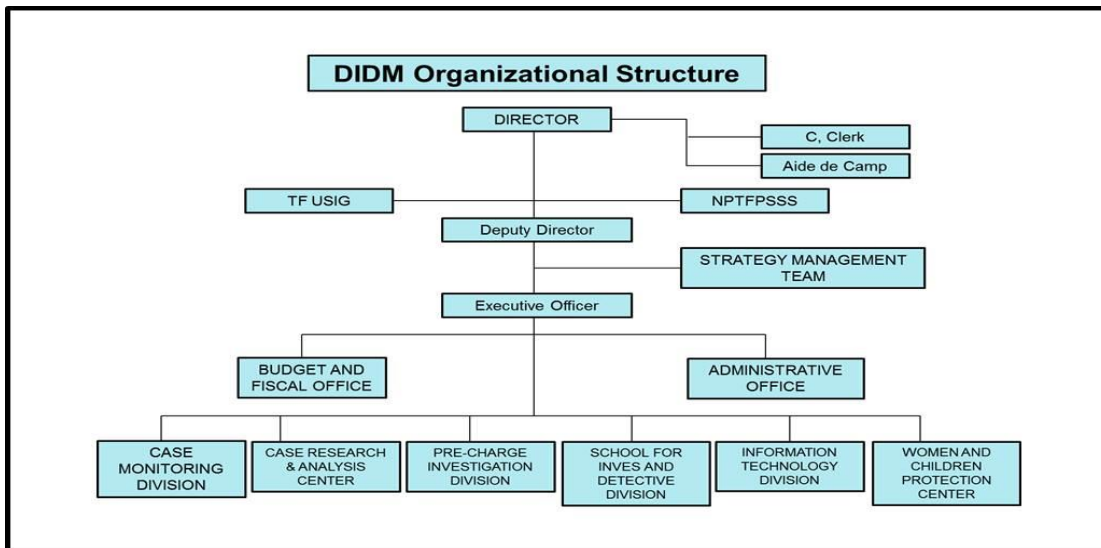 DIDM Organizational Structure
DIRECTOR
C, Clerk
Aide de Camp
TF USIG
NPTFPSSS
Deputy Director
STRATEGY MANAGEMENT
TEAM
Executive Officer
BUDGET AND
FISCAL OFFICE
ADMINISTRATIVE
OFFICE
CASE
MONITORING
DIVISION
CASE RESEARCH
& ANALYSIS
CENTER
PRE-CHARGE
INVESTIGATION
DIVISION
SCHOOL FOR
INVES AND
DETECTIVE
DIVISION
INFORMATION
TECHNOLOGY
DIVISION
WOMEN AND
CHILDREN
PROTECTION
CENTER